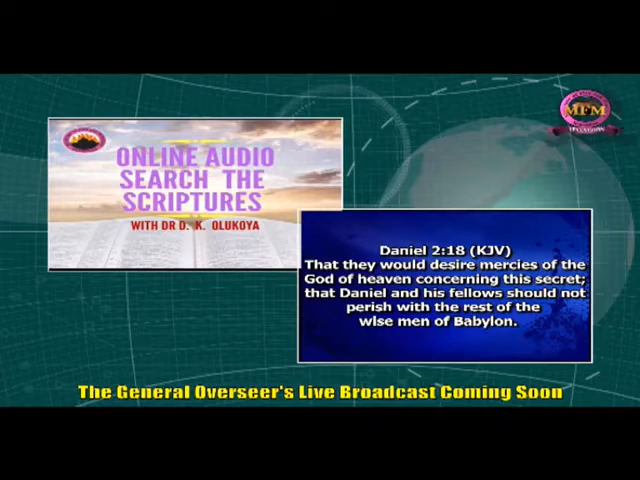 MFM
TELEVISION
ONLINE AUDIO
SEARCH THE
SCRIPTURES
WITH DR D. K. OLUKOYA
Daniel 2:18 (KJV)
That they would desire mercies of the
God of heaven concerning this secret;
that Daniel and his fellows should not
perish with the rest of the
wlse men of Babylon.
The General Overseer's Live Broadcast Coming Soon